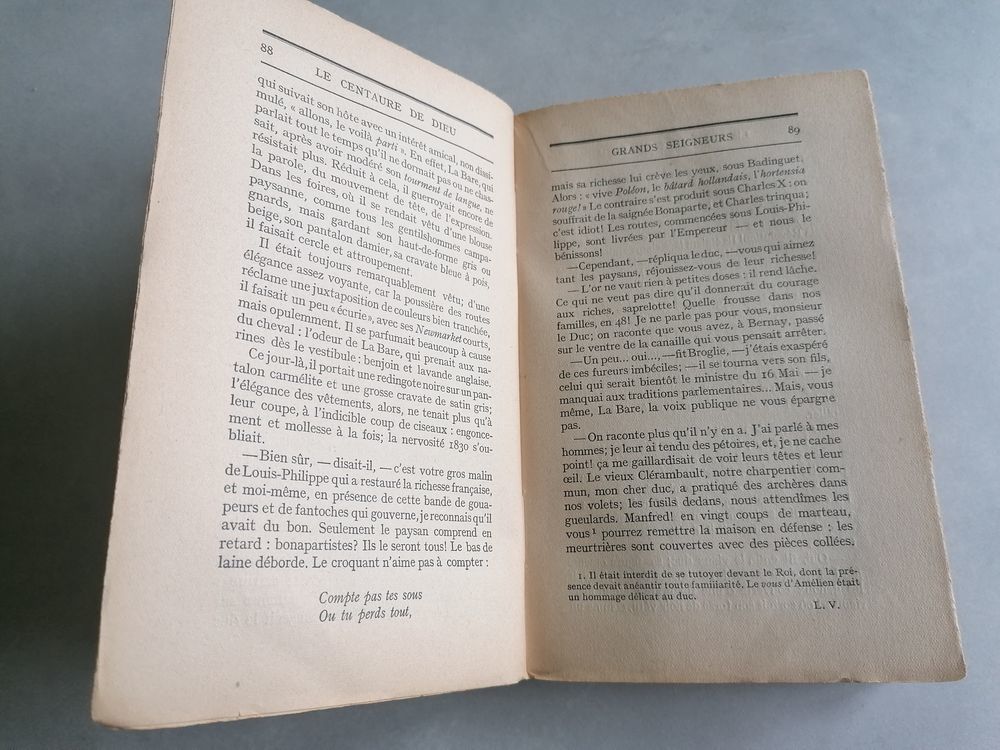 88
LE CENTAURE DE DIEU
qui suivait son hôte avec un intérêt amical, non dissi-
mulé, « allons, le voilà parti ». En effet, La Bare, qui
parlait tout le temps qu'il ne dormait pas ou ne chas-
sait, après avoir modéré son tourment de langue, ne
résistait plus. Réduit à cela, il guerroyait encore de
la parole, du mouvement de tête, de l'expression.
Dans les foires, où il se rendait vêtu d'une blouse
paysanne, comme tous les gentilshommes campa-
gnards, mais gardant son haut-de-forme gris ou
beige, son pantalon damier, sa cravate bleue à pois,
il faisait cercle et attroupement.
Il était toujours remarquablement vêtu; d'une
élégance assez voyante, car la poussière des routes
réclame une juxtaposition de couleurs bien tranchée,
il faisait un peu « écurie », avec ses Newmarket courts,
mais opulemment. Il se parfumait beaucoup à cause
du cheval : l'odeur de La Bare, qui prenait aux na-
rines dès le vestibule : benjoin et lavande anglaise.
Ce jour-là, il portait une redingote noire sur un pan-
talon carmélite et une grosse cravate de satin gris;
l'élégance des vêtements, alors, ne tenait plus qu'à
leur coupe, à l'indicible coup de ciseaux : engonce-
ment et mollesse à la fois; la nervosité 1830 s'ou-
bliait.
— Bien sûr, — disait-il, — c'est votre gros malin
de Louis-Philippe qui a restauré la richesse française,
et moi-même, en présence de cette bande de goua-
peurs et de fantoches qui gouverne, je reconnais qu'il
avait du bon. Seulement le paysan comprend en
retard : bonapartistes? Ils le seront tous! Le bas de
laine déborde. Le croquant n'aime pas à compter :
Compte pas tes sous
Ou tu perds tout,
GRANDS SEIGNEURS
89
mais sa richesse lui crève les yeux, sous Badinguet.
Alors : « vive Poléon, le bâtard hollandais, l'hortensia
rouge! » Le contraire s'est produit sous Charles X : on
souffrait de la saignée Bonaparte, et Charles trinqua;
c'est idiot! Les routes, commencées sous Louis-Phi-
lippe, sont livrées par l'Empereur — et nous le
bénissons!
— Cependant, — répliqua le duc, — vous qui aimez
tant les paysans, réjouissez-vous de leur richesse!
— L'or ne vaut rien à petites doses : il rend lâche.
Ce qui ne veut pas dire qu'il donnerait du courage
aux riches, saprelotte! Quelle frousse dans nos
familles, en 48! Je ne parle pas pour vous, monsieur
le Duc; on raconte que vous avez, à Bernay, passé
sur le ventre de la canaille qui vous pensait arrêter.
— Un peu... oui..., — fit Broglie, — j'étais exaspéré
de ces fureurs imbéciles; — il se tourna vers son fils,
celui qui serait bientôt le ministre du 16 Mai — je
manquai aux traditions parlementaires... Mais, vous
même, La Bare, la voix publique ne vous épargne
pas.
— On raconte plus qu'il n'y en a. J'ai parlé à mes
hommes; je leur ai tendu des pétoires, et, je ne cache
point! ça me gaillardisait de voir leurs têtes et leur
œil. Le vieux Clérambault, notre charpentier com-
mun, mon cher duc, a pratiqué des archères dans
nos volets; les fusils dedans, nous attendîmes les
gueulards. Manfred! en vingt coups de marteau,
vous¹ pourrez remettre la maison en défense ; les
meurtrières sont couvertes avec des pièces collées.
1. Il était interdit de se tutoyer devant le Roi, dont la pré-
sence devait anéantir toute familiarité. Le vous d'Amélien était
un hommage délicat au duc.
L. V.